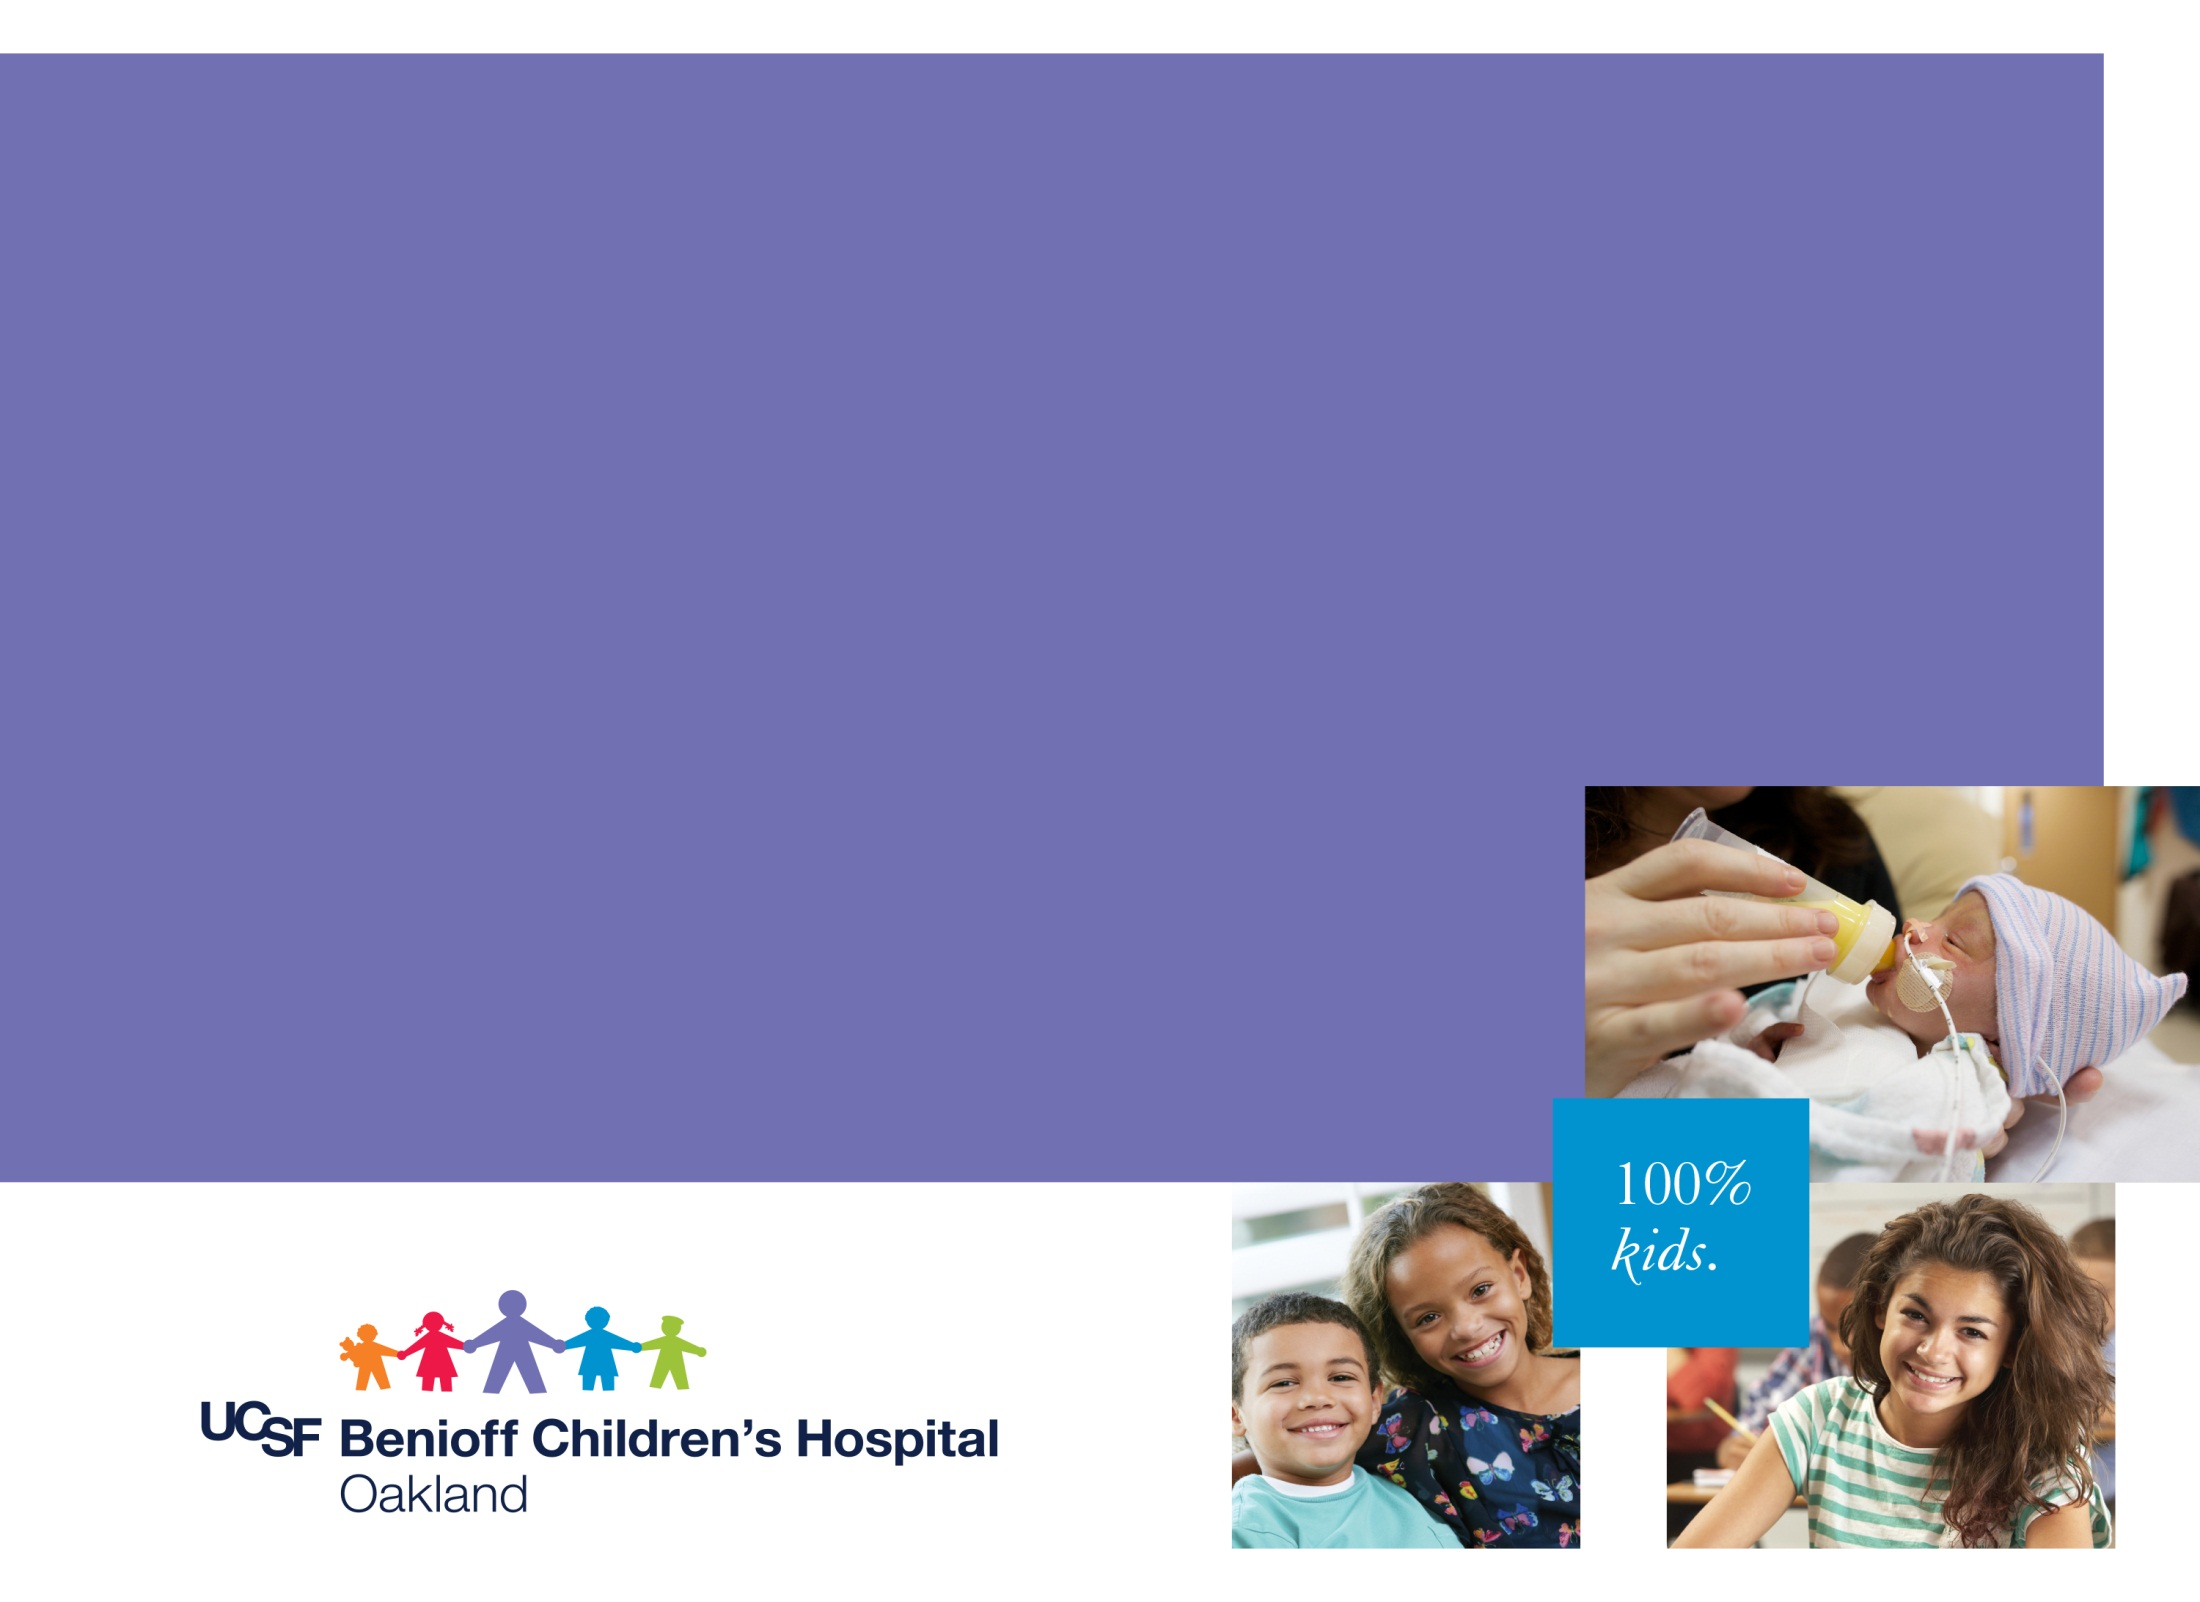 100%
kids.
UCSF Benioff Children’s Hospital
Oakland